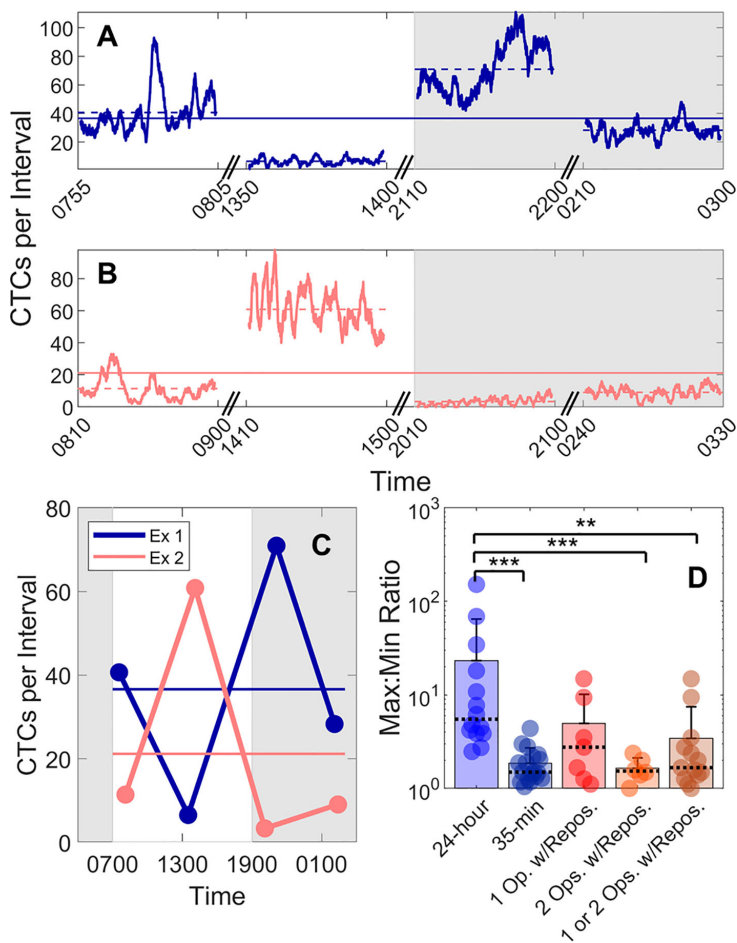 A
CTCs per Interval
100
80
60
40
20
0755
0805
1350
1400
2110
2200
0210
0300
B
80
60
40
20
0
0810
0900
1410
1500
2010
2100
0240
0330
Time
C
Ex 1
Ex 2
CTCs per Interval
80
60
40
20
0
0700 1300 1900 0100
Time
D
Max:Min Ratio
10³
10²
10¹
10⁰
**
***
***
24-hour
35-min
1 Op. w/Repos.
2 Ops. w/Repos.
1 or 2 Ops. w/Repos.